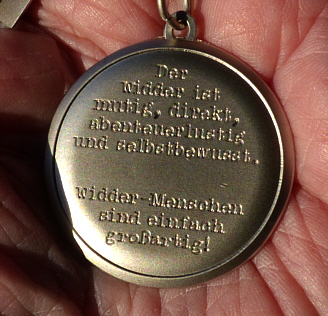 Der
Widder ist
mutig, direkt,
abenteuerlustig
und selbstbewusst.
Widder-Menschen
sind einfach
großartig!